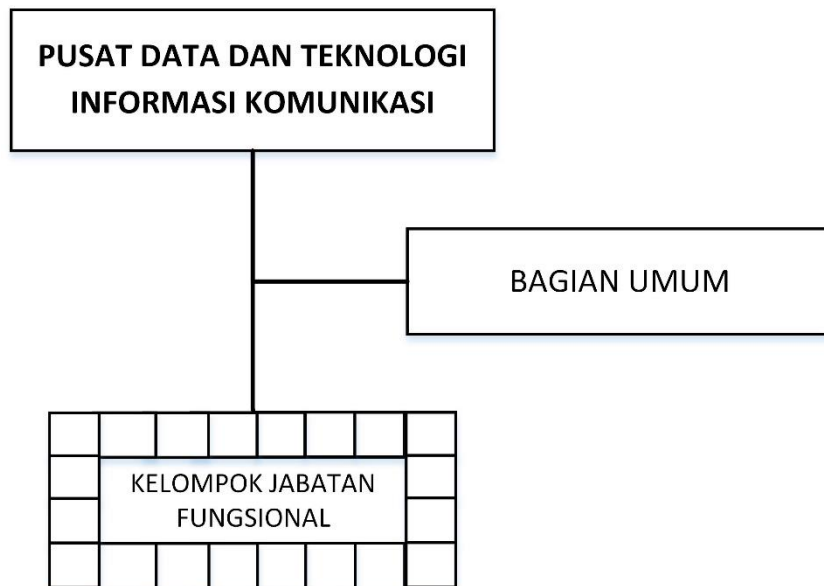 PUSAT DATA DAN TEKNOLOGI
INFORMASI KOMUNIKASI
BAGIAN UMUM
KELOMPOK JABATAN
FUNGSIONAL